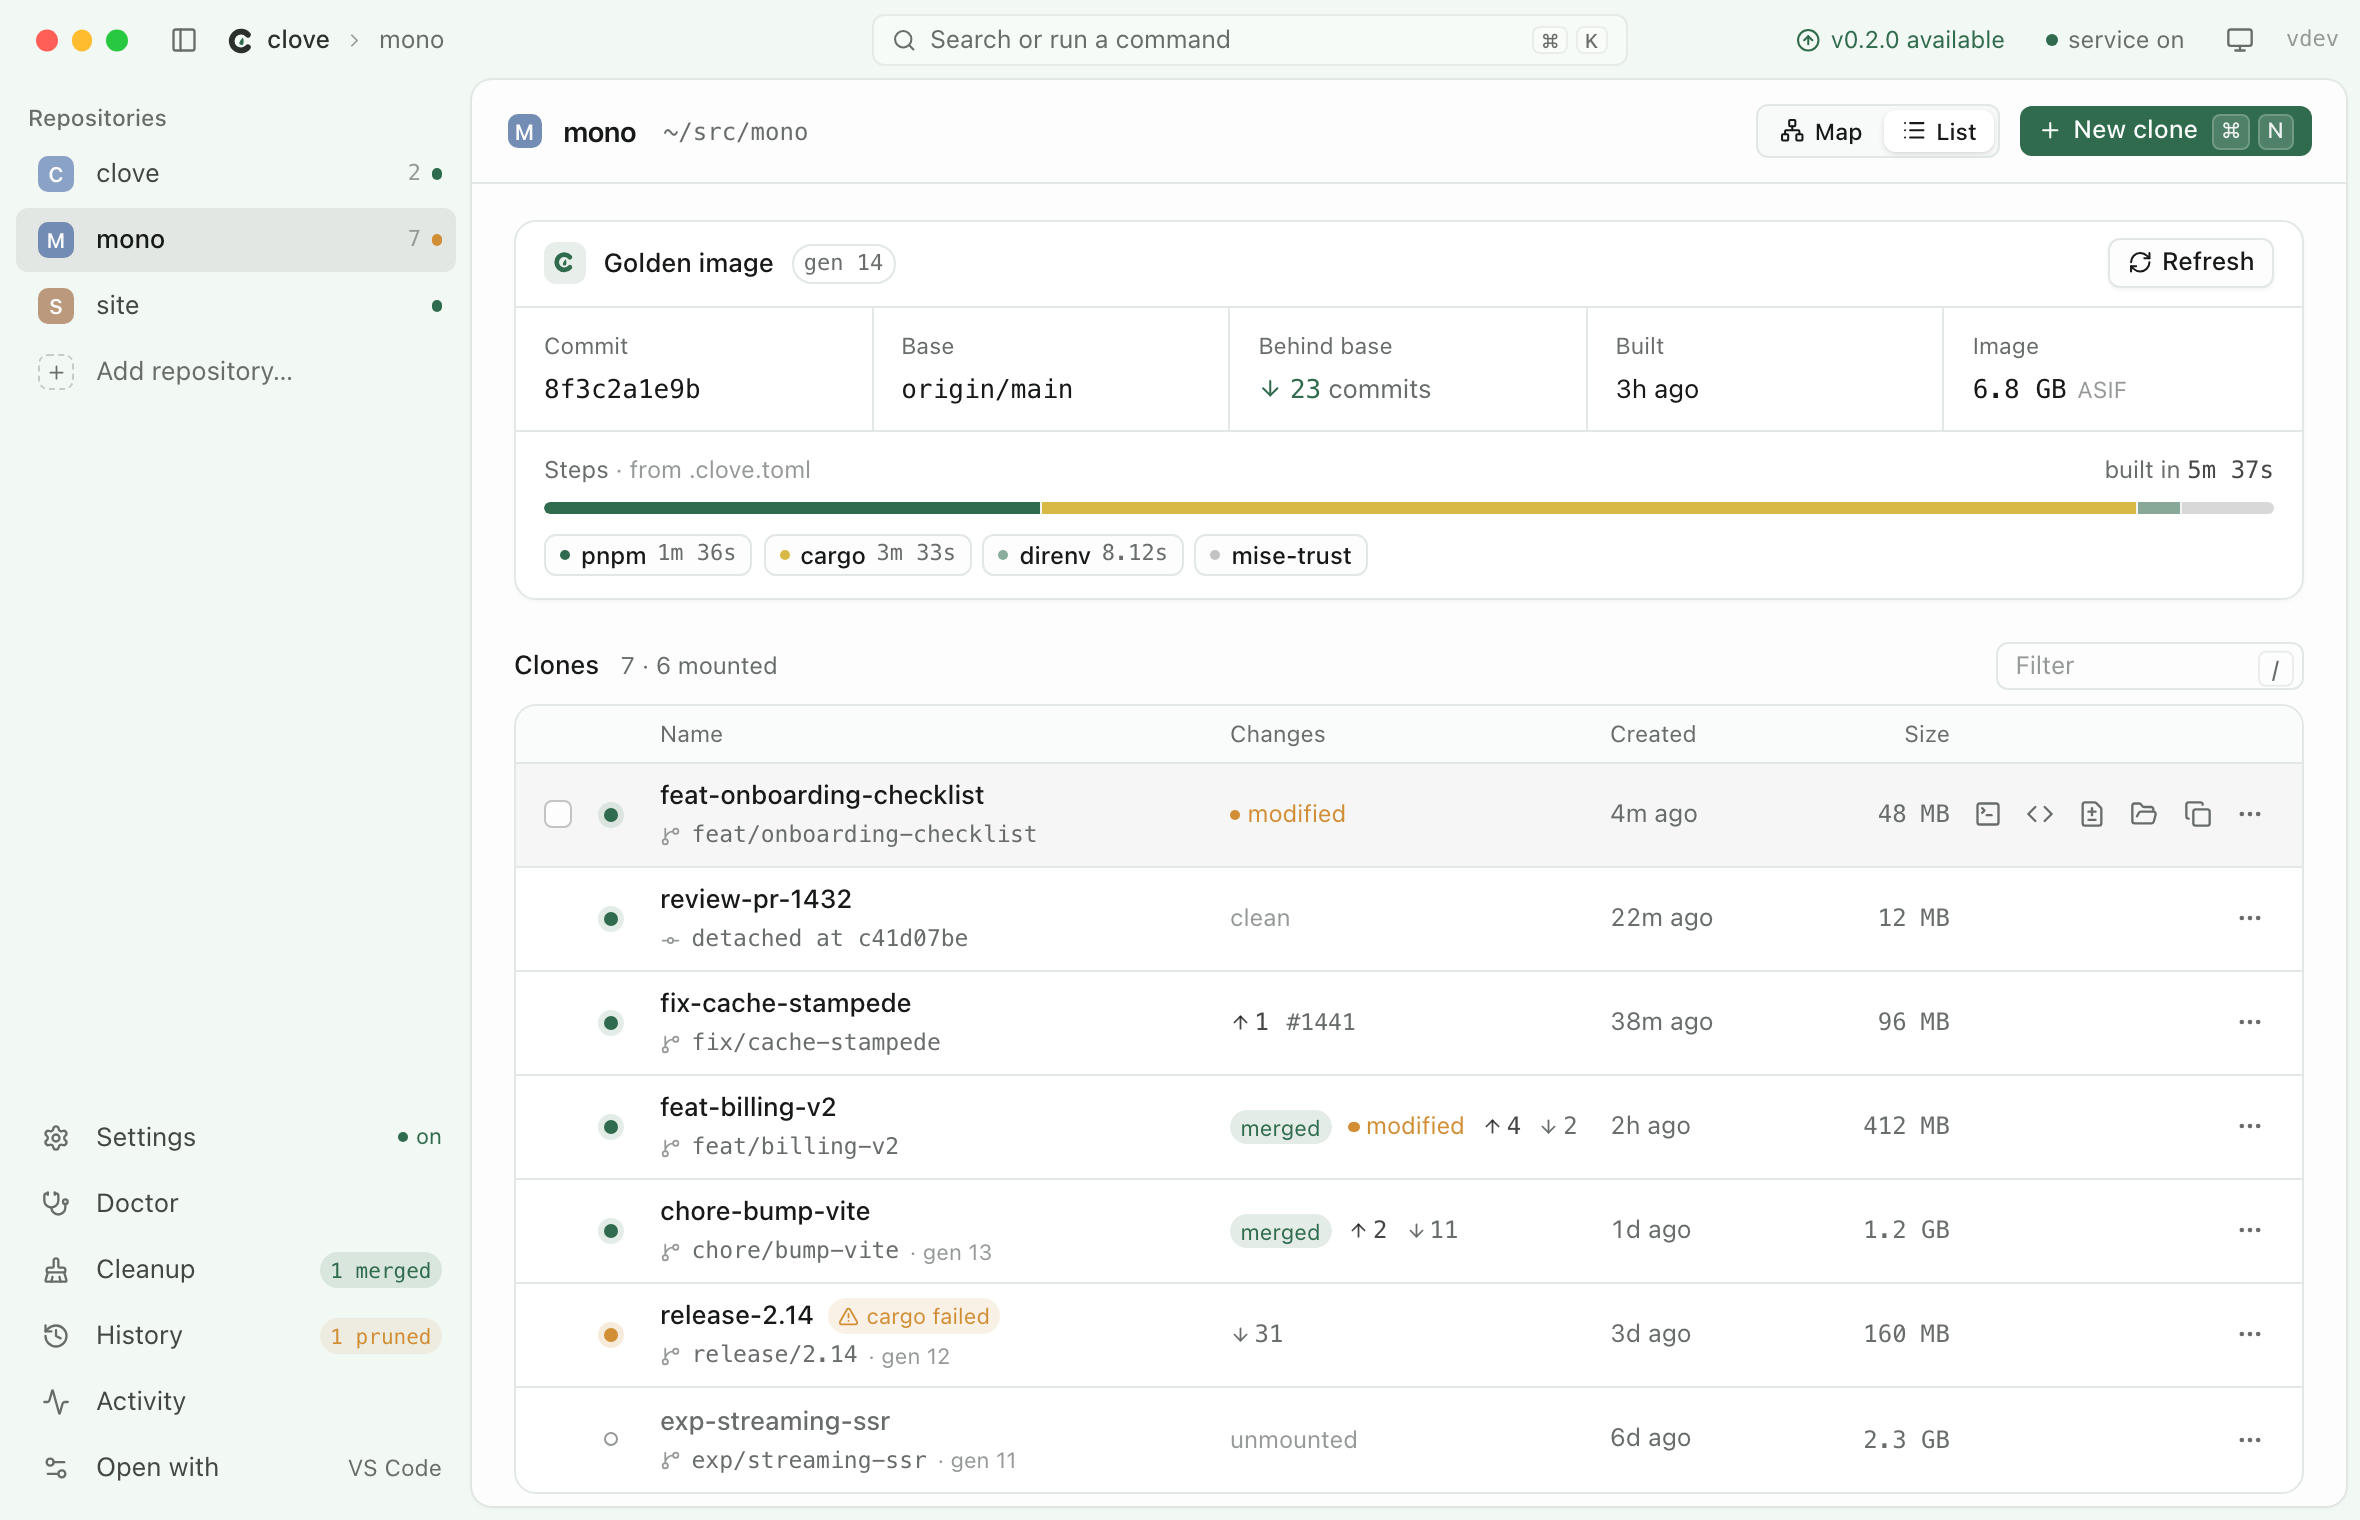 clove › mono
Search or run a command ⌘ K
v0.2.0 available
service on
vdev
Repositories
C clove 2
M mono 7
S site
+ Add repository...
Settings on
Doctor
Cleanup 1 merged
History 1 pruned
Activity
Open with VS Code
M mono ~/src/mono
Map List
+ New clone ⌘ N
Golden image gen 14
Refresh
Commit Base Behind base Built Image
8f3c2a1e9b origin/main ↓ 23 commits 3h ago 6.8 GB ASIF
Steps · from .clove.toml built in 5m 37s
pnpm 1m 36s cargo 3m 33s direnv 8.12s mise-trust
Clones 7 · 6 mounted
Filter /
Name Changes Created Size
feat-onboarding-checklist
feat/onboarding-checklist
modified 4m ago 48 MB
review-pr-1432
detached at c41d07be
clean 22m ago 12 MB
fix-cache-stampede
fix/cache-stampede
↑ 1 #1441 38m ago 96 MB
feat-billing-v2
feat/billing-v2
merged modified ↑ 4 ↓ 2 2h ago 412 MB
chore-bump-vite
chore/bump-vite · gen 13
merged ↑ 2 ↓ 11 1d ago 1.2 GB
release-2.14 cargo failed
release/2.14 · gen 12
↓ 31 3d ago 160 MB
exp-streaming-ssr
exp/streaming-ssr · gen 11
unmounted 6d ago 2.3 GB